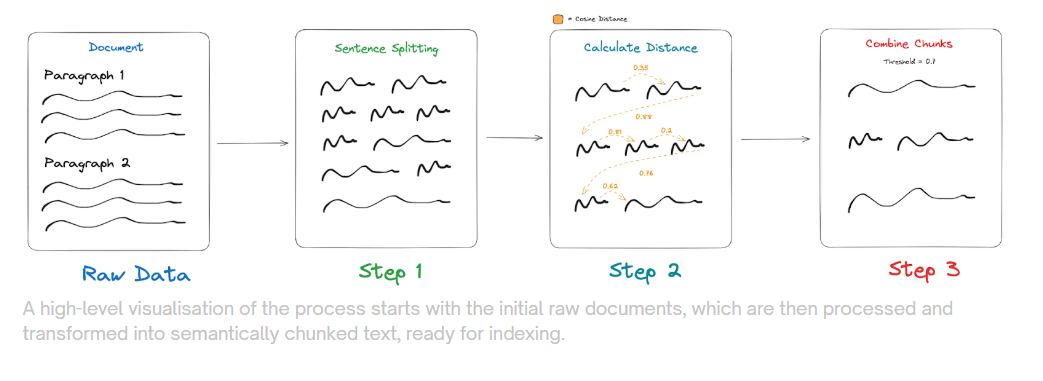 = Cosine Distance
Document
Paragraph 1
Paragraph 2
Raw Data
Sentence Splitting
Step 1
Calculate Distance
0.35
0.88
0.81
0.2
0.76
0.62
Step 2
Combine Chunks
Threshold = 0.7
Step 3
A high-level visualisation of the process starts with the initial raw documents, which are then processed and
transformed into semantically chunked text, ready for indexing.